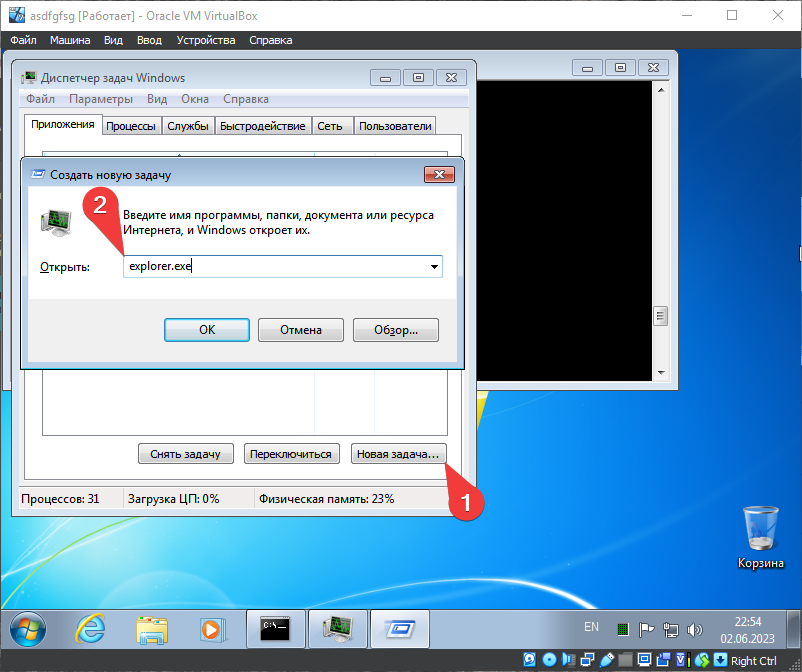 asdfgfsg [Работает] - Oracle VM VirtualBox
Файл Машина Вид Ввод Устройства Справка
Диспетчер задач Windows
Файл Параметры Вид Окна Справка
Приложения Процессы Службы Быстродействие Сеть Пользователи
Создать новую задачу
2
Введите имя программы, папки, документа или ресурса
Интернета, и Windows откроет их.
Открыть: explorer.exe
ОК Отмена Обзор...
Снять задачу Переключиться Новая задача...
1
Процессов: 31 Загрузка ЦП: 0% Физическая память: 23%
Корзина
EN
22:54
02.06.2023
Right Ctrl